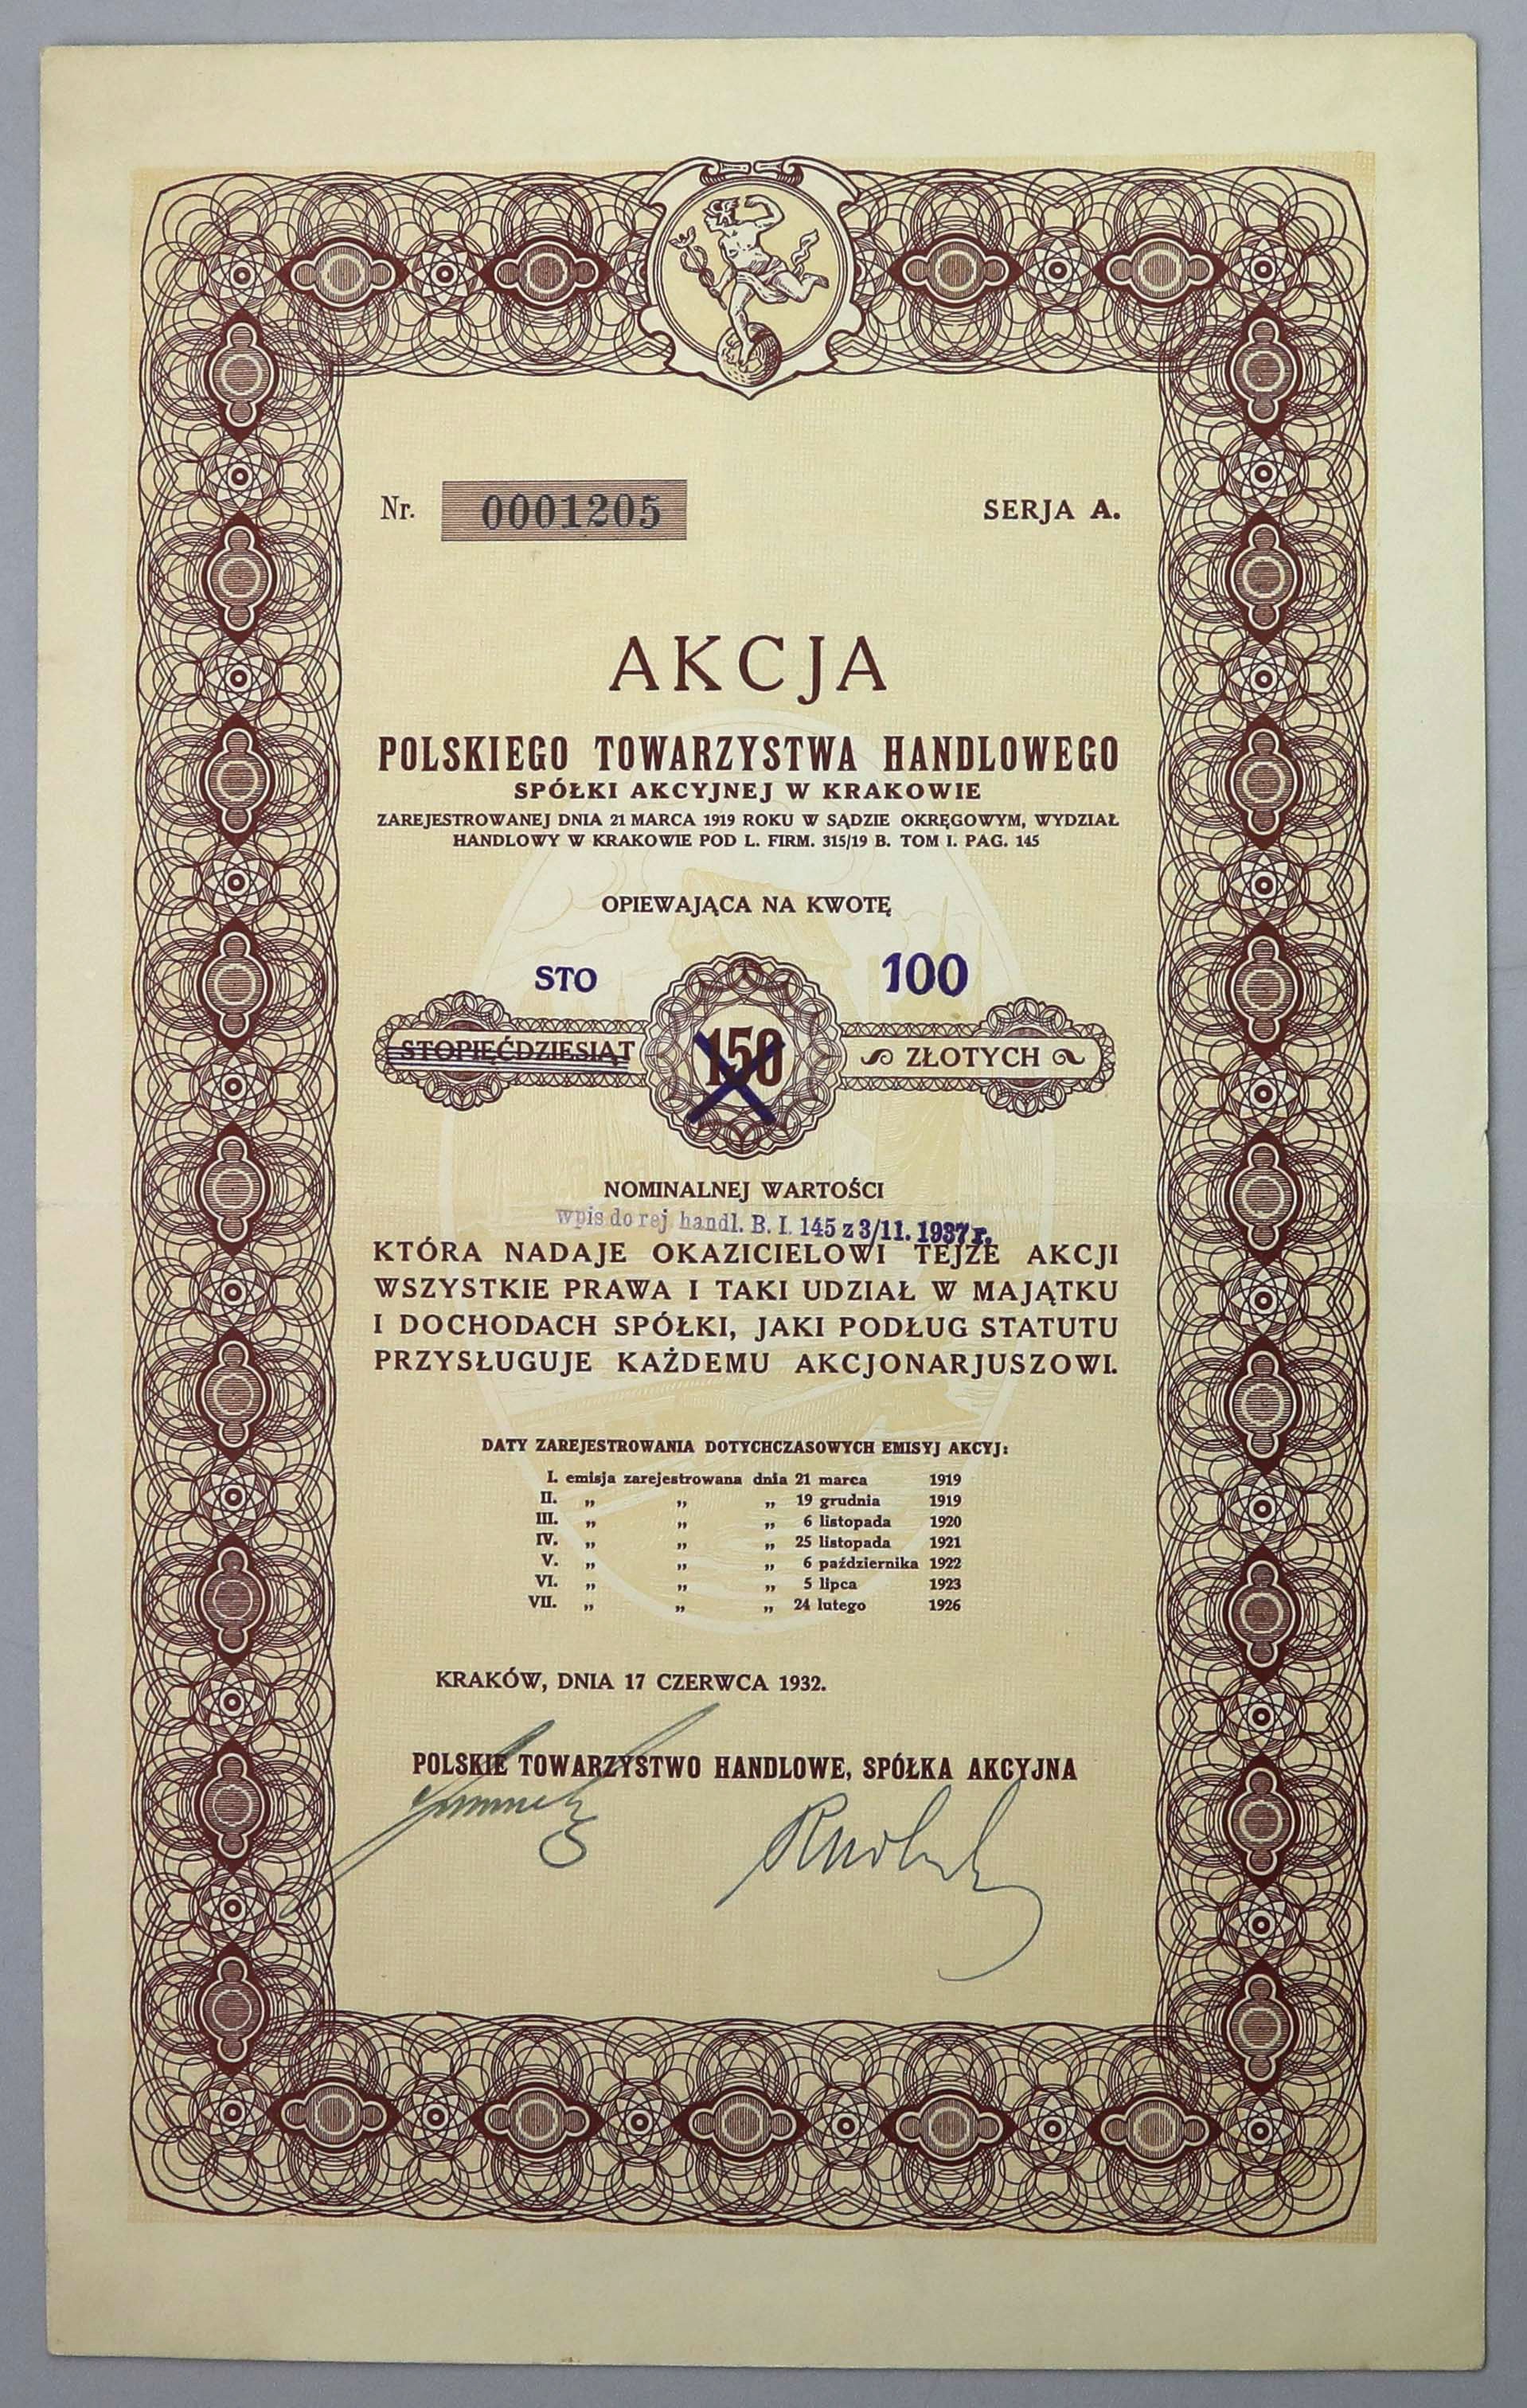 Nr. 0001205 SERJA A.
AKCJA
POLSKIEGO TOWARZYSTWA HANDLOWEGO
SPÓŁKI AKCYJNEJ W KRAKOWIE
ZAREJESTROWANEJ DNIA 21 MARCA 1919 ROKU W SĄDZIE OKRĘGOWYM, WYDZIAŁ
HANDLOWY W KRAKOWIE POD L. FIRM. 315/19 B. TOM I. PAG. 145
OPIEWAJĄCA NA KWOTĘ
STO 100
STOPIĘĆDZIESIĄT 150 ZŁOTYCH
NOMINALNEJ WARTOŚCI
wpis do rej. handl. B. I. 145 z 3/11. 1937 r.
KTÓRA NADAJE OKAZICIELOWI TEJŻE AKCJI
WSZYSTKIE PRAWA I TAKI UDZIAŁ W MAJĄTKU
I DOCHODACH SPÓŁKI, JAKI PODŁUG STATUTU
PRZYSŁUGUJE KAŻDEMU AKCJONARJUSZOWI.
DATY ZAREJESTROWANIA DOTYCHCZASOWYCH EMISYJ AKCYJ:
I. emisja zarejestrowana dnia 21 marca 1919
II. „ „ „ 19 grudnia 1919
III. „ „ „ 6 listopada 1920
IV. „ „ „ 25 listopada 1921
V. „ „ „ 6 października 1922
VI. „ „ „ 5 lipca 1923
VII. „ „ „ 24 lutego 1926
KRAKÓW, DNIA 17 CZERWCA 1932.
POLSKIE TOWARZYSTWO HANDLOWE, SPÓŁKA AKCYJNA